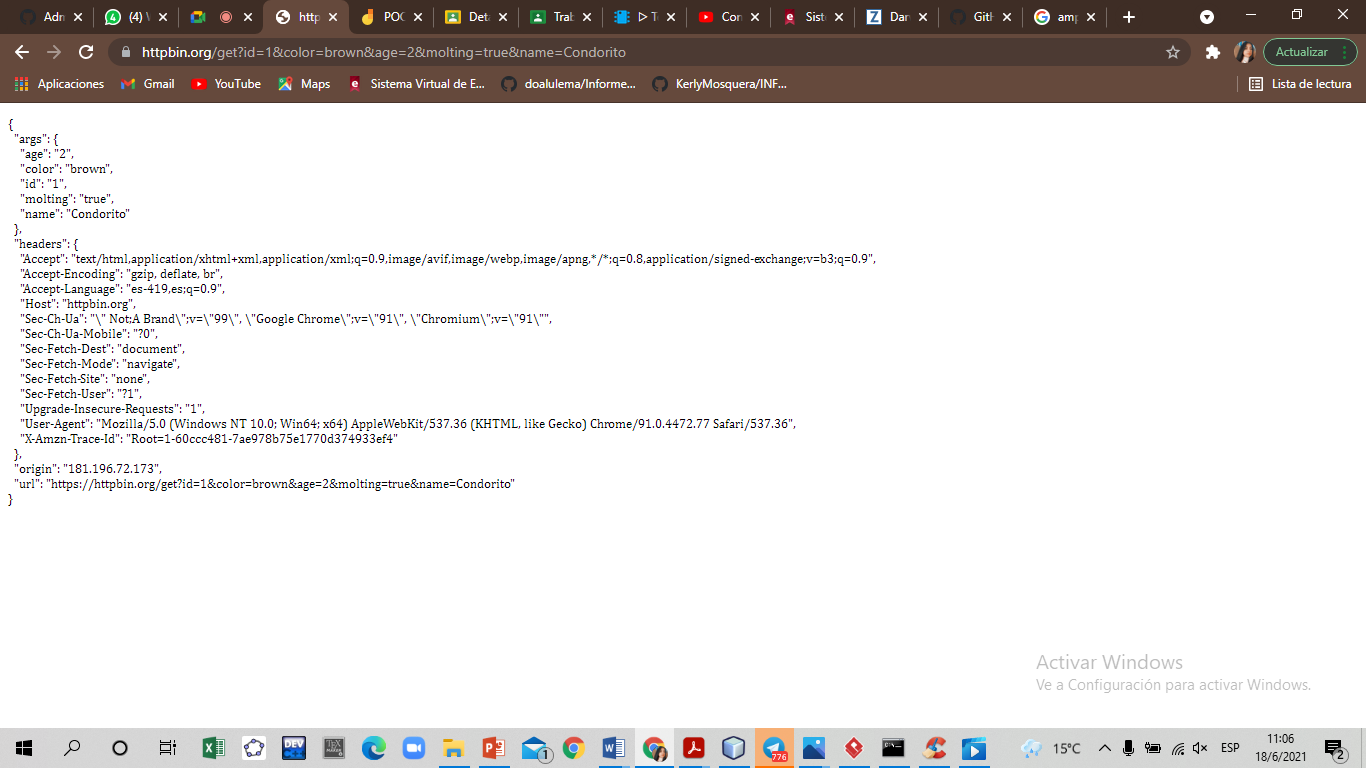 Adn
(4) W
http
POC
Deta
Trab
Con
Sist
Dar
Gitl
amp
httpbin.org/get?id=1&color=brown&age=2&molting=true&name=Condorito
Actualizar
Aplicaciones
Gmail
YouTube
Maps
Sistema Virtual de E...
doalulema/Informe...
KerlyMosquera/INF...
Lista de lectura
{
"args": {
"age": "2",
"color": "brown",
"id": "1",
"molting": "true",
"name": "Condorito"
},
"headers": {
"Accept": "text/html,application/xhtml+xml,application/xml;q=0.9,image/avif,image/webp,image/apng,*/*;q=0.8,application/signed-exchange;v=b3;q=0.9",
"Accept-Encoding": "gzip, deflate, br",
"Accept-Language": "es-419,es;q=0.9",
"Host": "httpbin.org",
"Sec-Ch-Ua": "\" Not;A Brand\";v=\"99\", \"Google Chrome\";v=\"91\", \"Chromium\";v=\"91\"",
"Sec-Ch-Ua-Mobile": "?0",
"Sec-Fetch-Dest": "document",
"Sec-Fetch-Mode": "navigate",
"Sec-Fetch-Site": "none",
"Sec-Fetch-User": "?1",
"Upgrade-Insecure-Requests": "1",
"User-Agent": "Mozilla/5.0 (Windows NT 10.0; Win64; x64) AppleWebKit/537.36 (KHTML, like Gecko) Chrome/91.0.4472.77 Safari/537.36",
"X-Amzn-Trace-Id": "Root=1-60ccc481-7ae978b75e1770d374933ef4"
},
"origin": "181.196.72.173",
"url": "https://httpbin.org/get?id=1&color=brown&age=2&molting=true&name=Condorito"
}
Activar Windows
Ve a Configuración para activar Windows.
DEV
1
776
15°C
ESP
11:06
18/6/2021
2